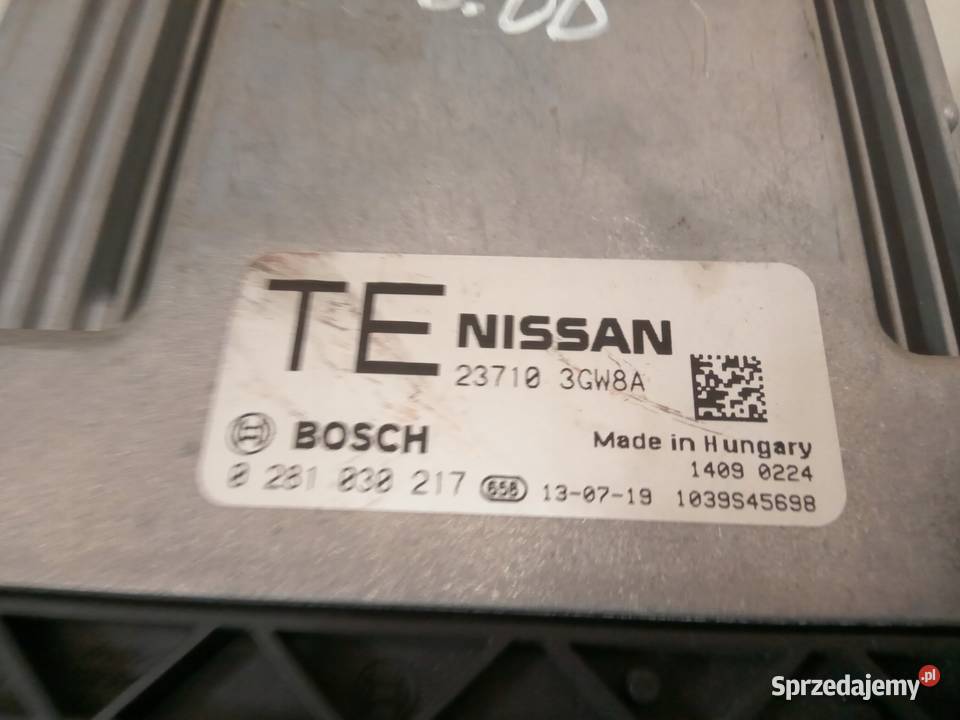 TE NISSAN
23710 3GW8A
BOSCH
Made in Hungary
0 281 030 217 658 13-07-19
1409 0224
1039S45698
Sprzedajemy.pl